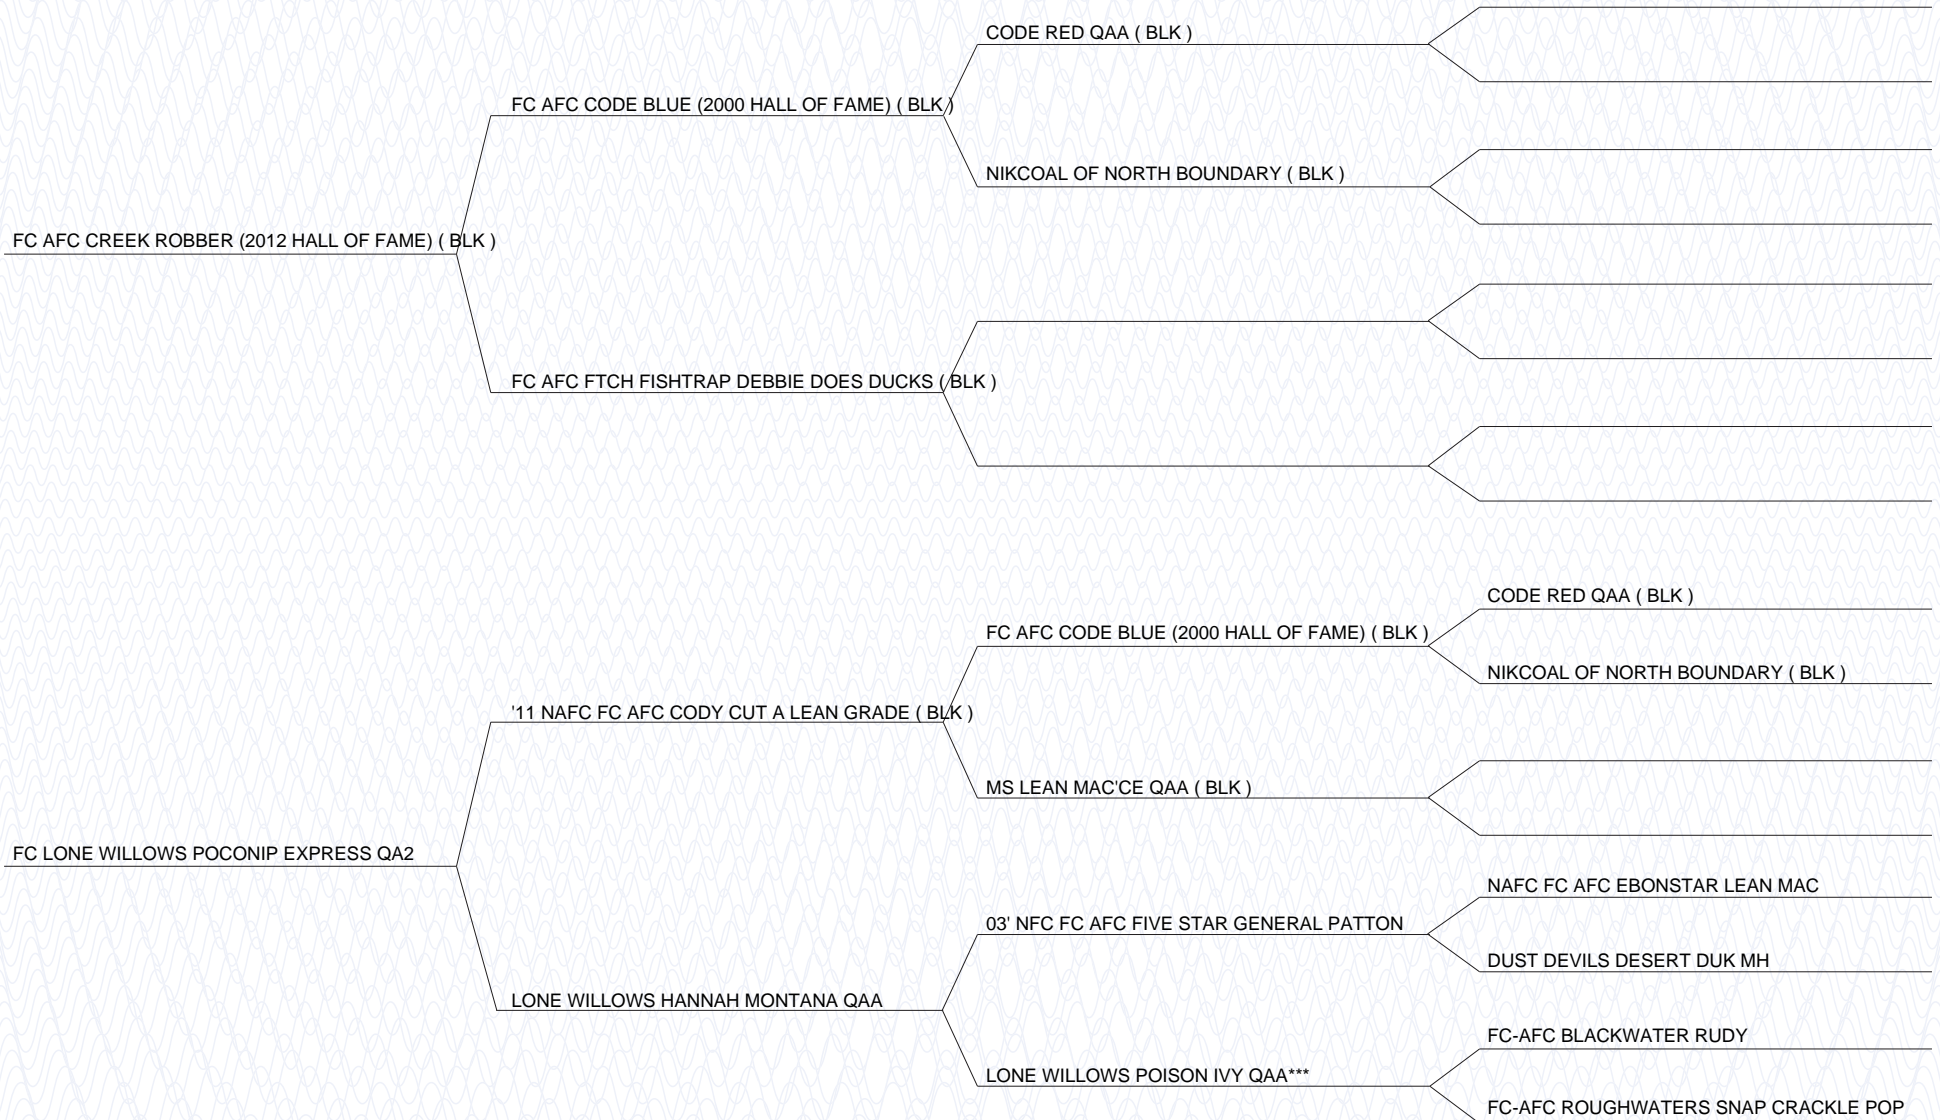 CODE RED QAA ( BLK )
FC AFC CODE BLUE (2000 HALL OF FAME) ( BLK )
NIKCOAL OF NORTH BOUNDARY ( BLK )
FC AFC CREEK ROBBER (2012 HALL OF FAME) ( BLK )
FC AFC FTCH FISHTRAP DEBBIE DOES DUCKS ( BLK )
CODE RED QAA ( BLK )
FC AFC CODE BLUE (2000 HALL OF FAME) ( BLK )
NIKCOAL OF NORTH BOUNDARY ( BLK )
'11 NAFC FC AFC CODY CUT A LEAN GRADE ( BLK )
MS LEAN MAC'CE QAA ( BLK )
FC LONE WILLOWS POCONIP EXPRESS QA2
NAFC FC AFC EBONSTAR LEAN MAC
03' NFC FC AFC FIVE STAR GENERAL PATTON
DUST DEVILS DESERT DUK MH
LONE WILLOWS HANNAH MONTANA QAA
FC-AFC BLACKWATER RUDY
LONE WILLOWS POISON IVY QAA***
FC-AFC ROUGHWATERS SNAP CRACKLE POP